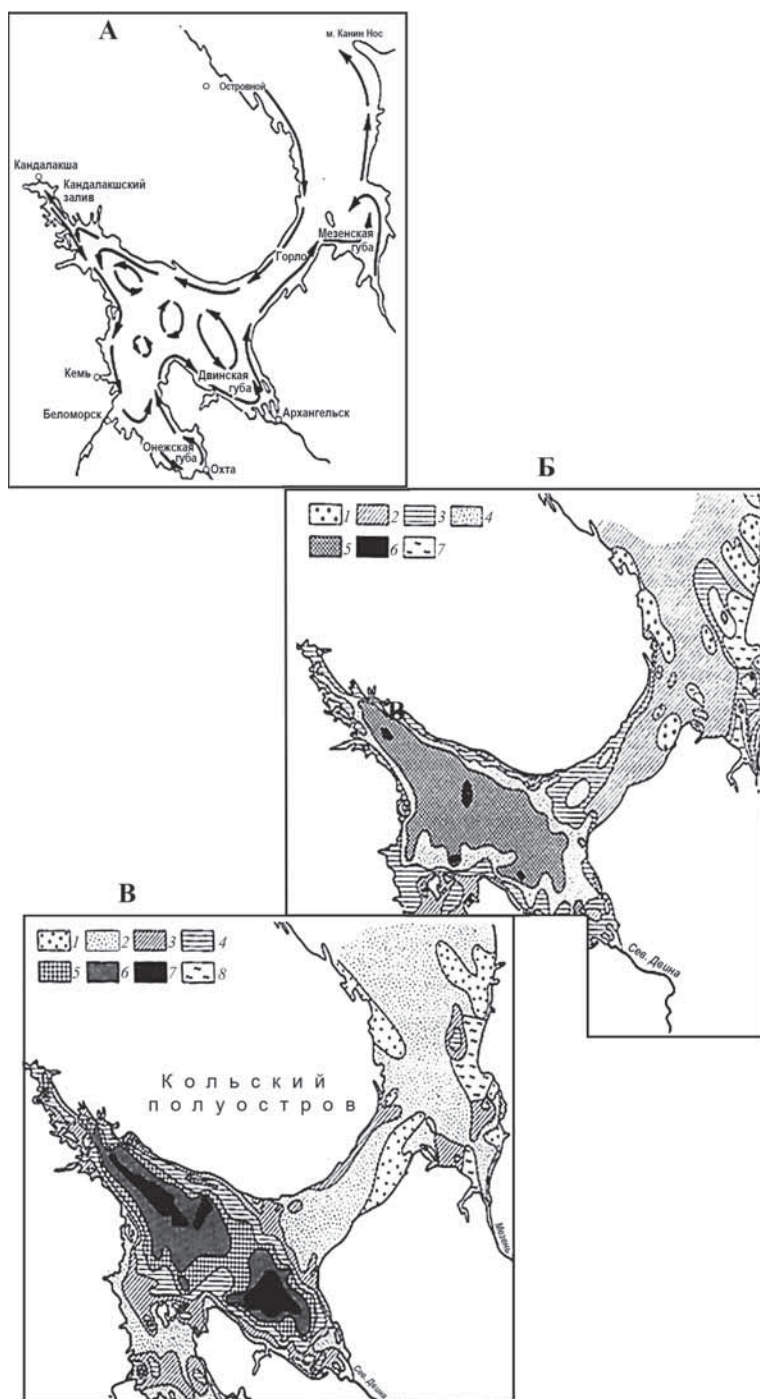 А
м. Канин Нос
Островной
Кандалакша
Кандалакшский
залив
Мезенская
губа
Горло
Кемь
Двинская
губа
Беломорск
Архангельск
Онежская
губа
Охта
Б
1 2 3 4
5 6 7
В
Сев. Двина
В
1 2 3 4
5 6 7 8
Кольский
полуостров
Мезень
Сев. Двина